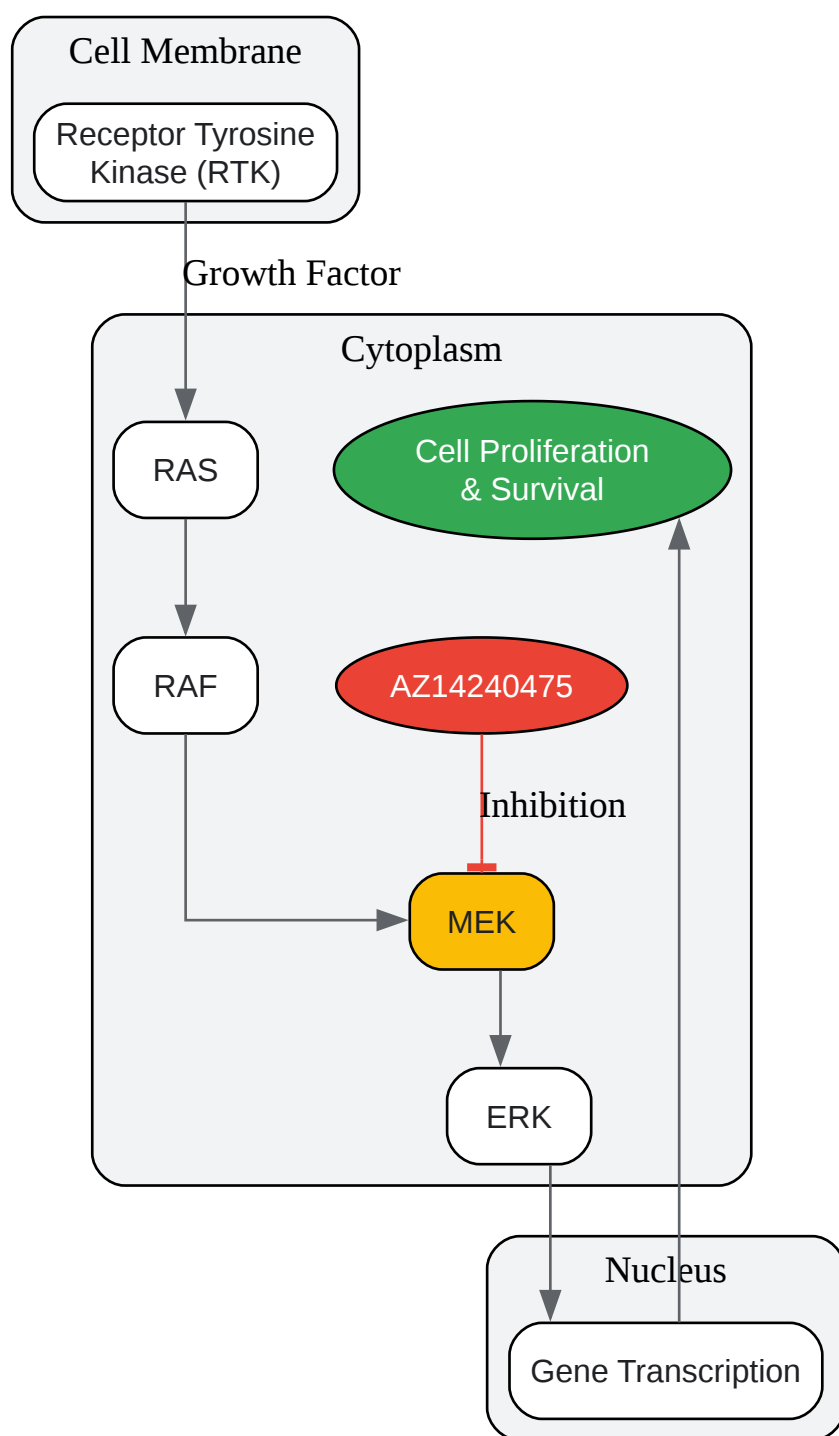 Cell Membrane
Receptor Tyrosine
Kinase (RTK)
Growth Factor
Cytoplasm
RAS
Cell Proliferation
& Survival
RAF
AZ14240475
Inhibition
MEK
ERK
Nucleus
Gene Transcription